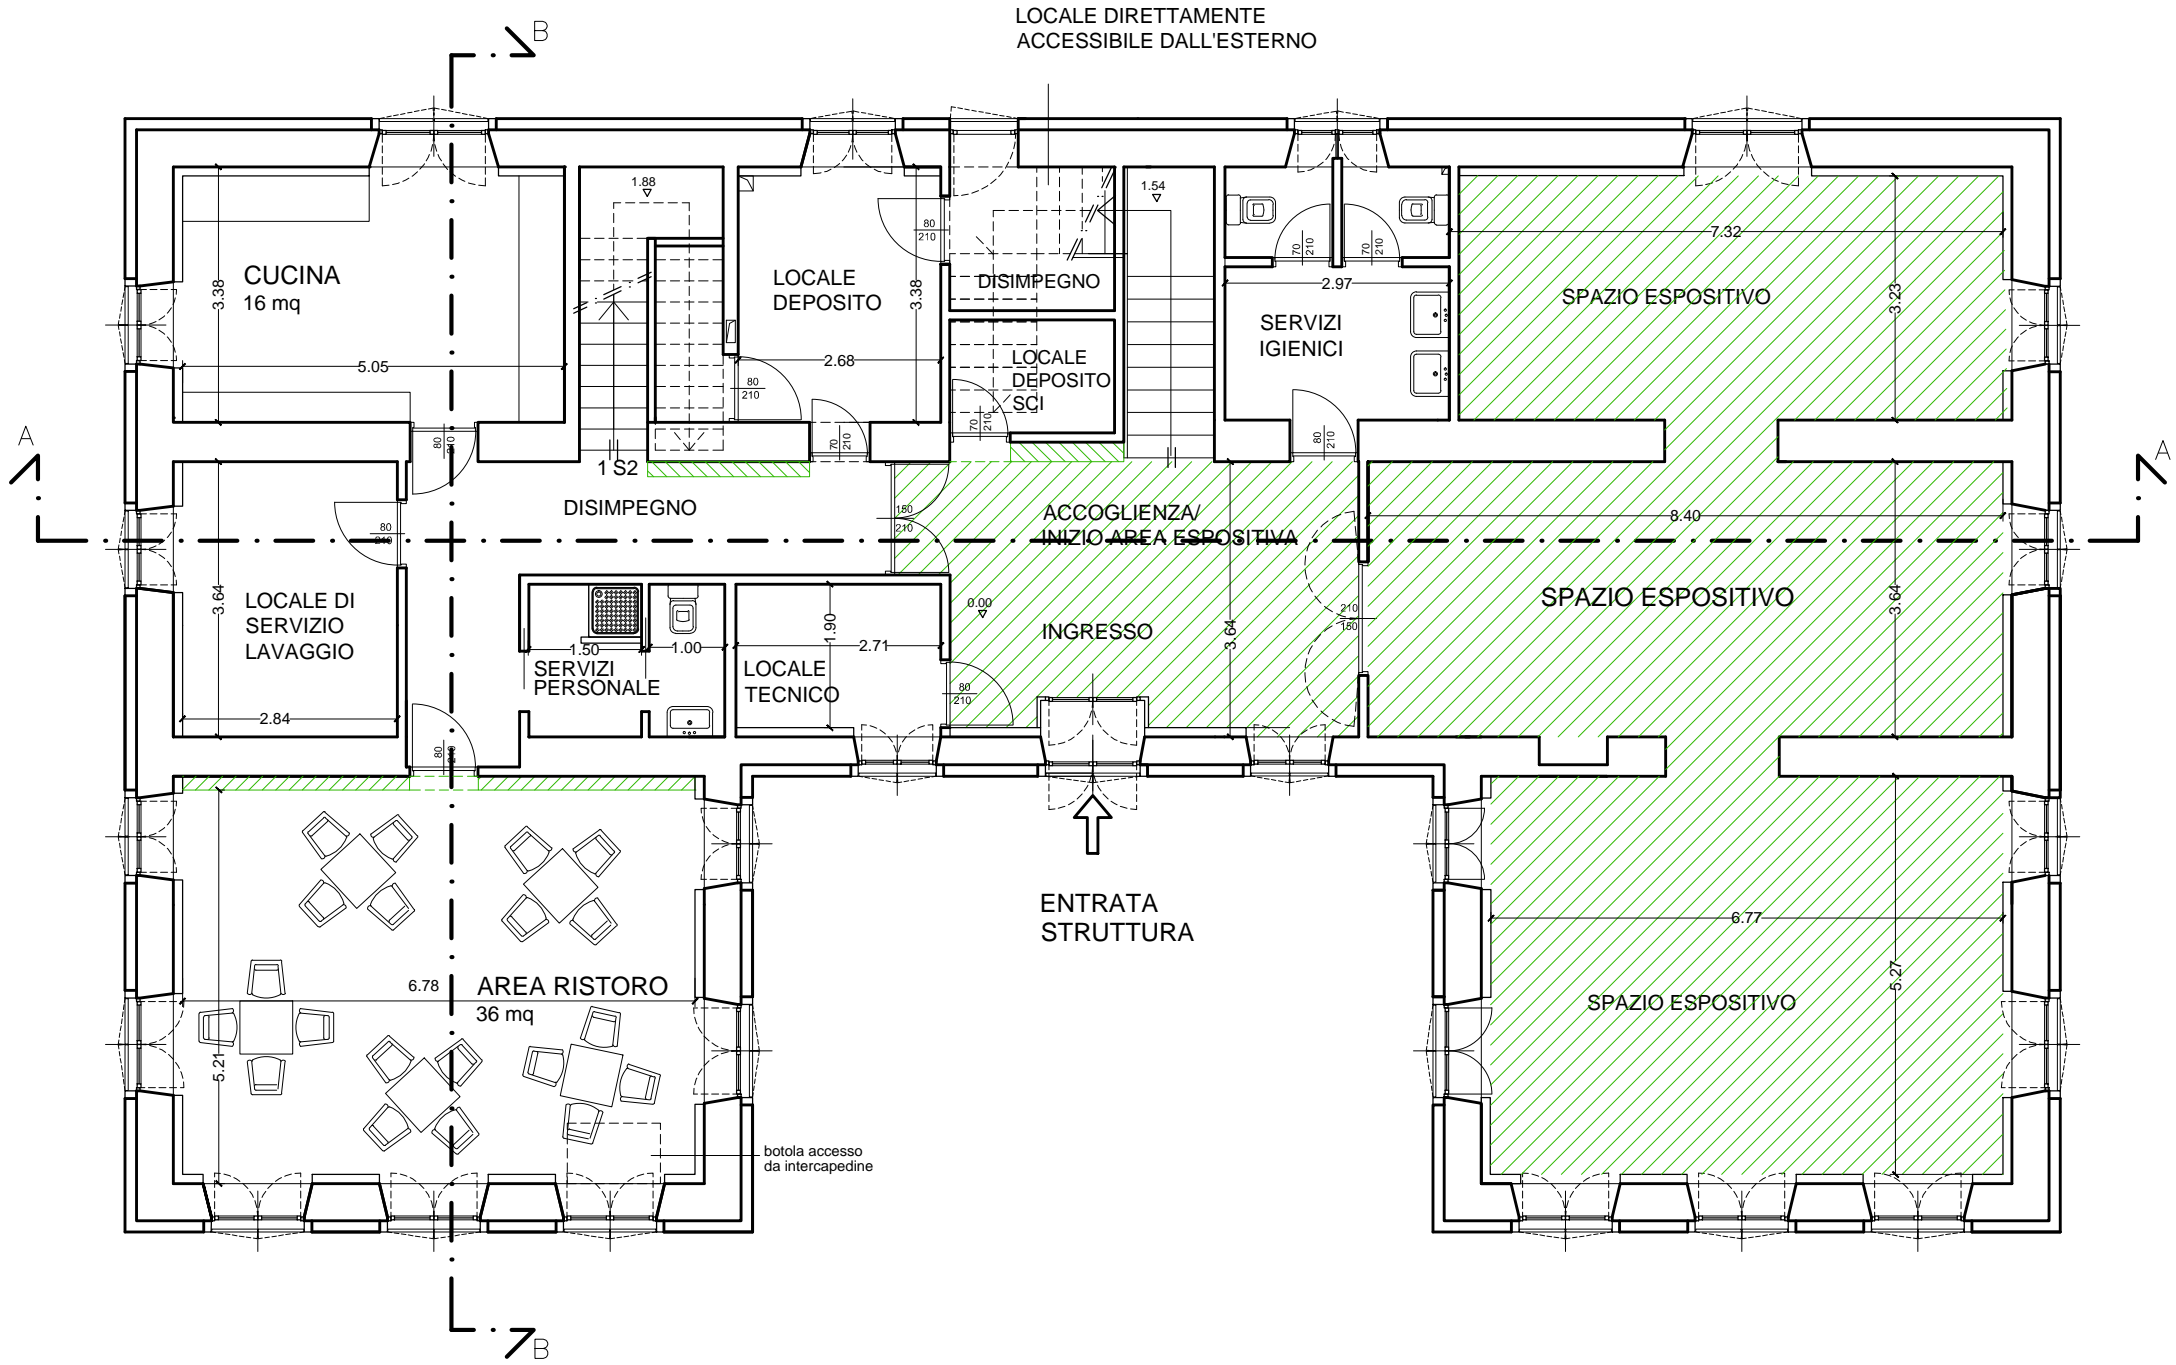 LOCALE DIRETTAMENTE
ACCESSIBILE DALL'ESTERNO
B
1.88
1.54
80
210
70
210
70
210
7.32
CUCINA
16 mq
3.38
LOCALE
DEPOSITO
3.38
DISIMPEGNO
2.97
SPAZIO ESPOSITIVO
3.23
SERVIZI
IGIENICI
5.05
2.68
80
210
LOCALE
DEPOSITO
SCI
70
210
70
210
80
210
80
210
A
A
1 S2
DISIMPEGNO
150
210
ACCOGLIENZA/
INIZIO AREA ESPOSITIVA
8.40
80
210
LOCALE DI
SERVIZIO
LAVAGGIO
3.64
0.00
1.90
INGRESSO
3.64
210
150
SPAZIO ESPOSITIVO
3.64
1.50
1.00
2.71
SERVIZI
PERSONALE
LOCALE
TECNICO
80
210
2.84
80
210
ENTRATA
STRUTTURA
6.77
6.78
AREA RISTORO
36 mq
5.21
5.27
SPAZIO ESPOSITIVO
botola accesso
da intercapedine
B